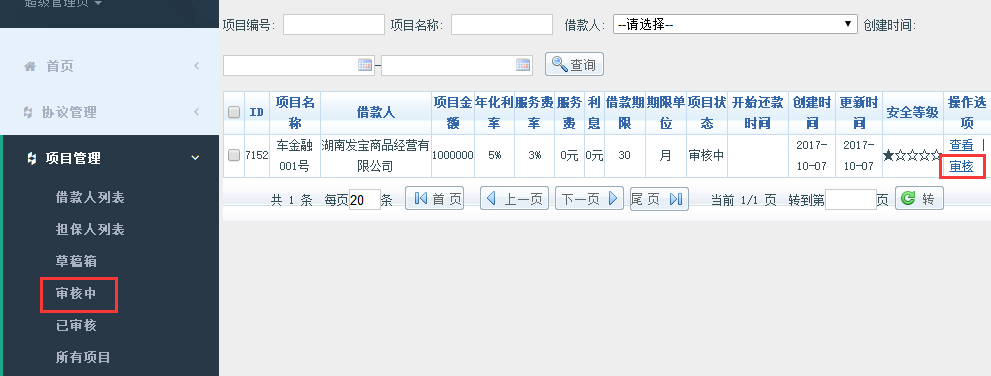 超级管理员
首页
协议管理
项目管理
借款人列表
担保人列表
草稿箱
审核中
已审核
所有项目
项目编号: 项目名称: 借款人: --请选择-- 创建时间:
– 查询
ID 项目名称 借款人 项目金额 年化利率 服务费率 服务费 利息 借款期限 期限单位 项目状态 开始还款时间 创建时间 更新时间 安全等级 操作选项
7152 车金融001号 湖南发宝商品经营有限公司 1000000 5% 3% 0元 0元 30 月 审核中 2017-10-07 2017-10-07 ★☆☆☆☆ 查看 | 审核
共 1 条 每页20条 首 页 上一页 下一页 尾 页 当前 1/1 页 转到第 页 转